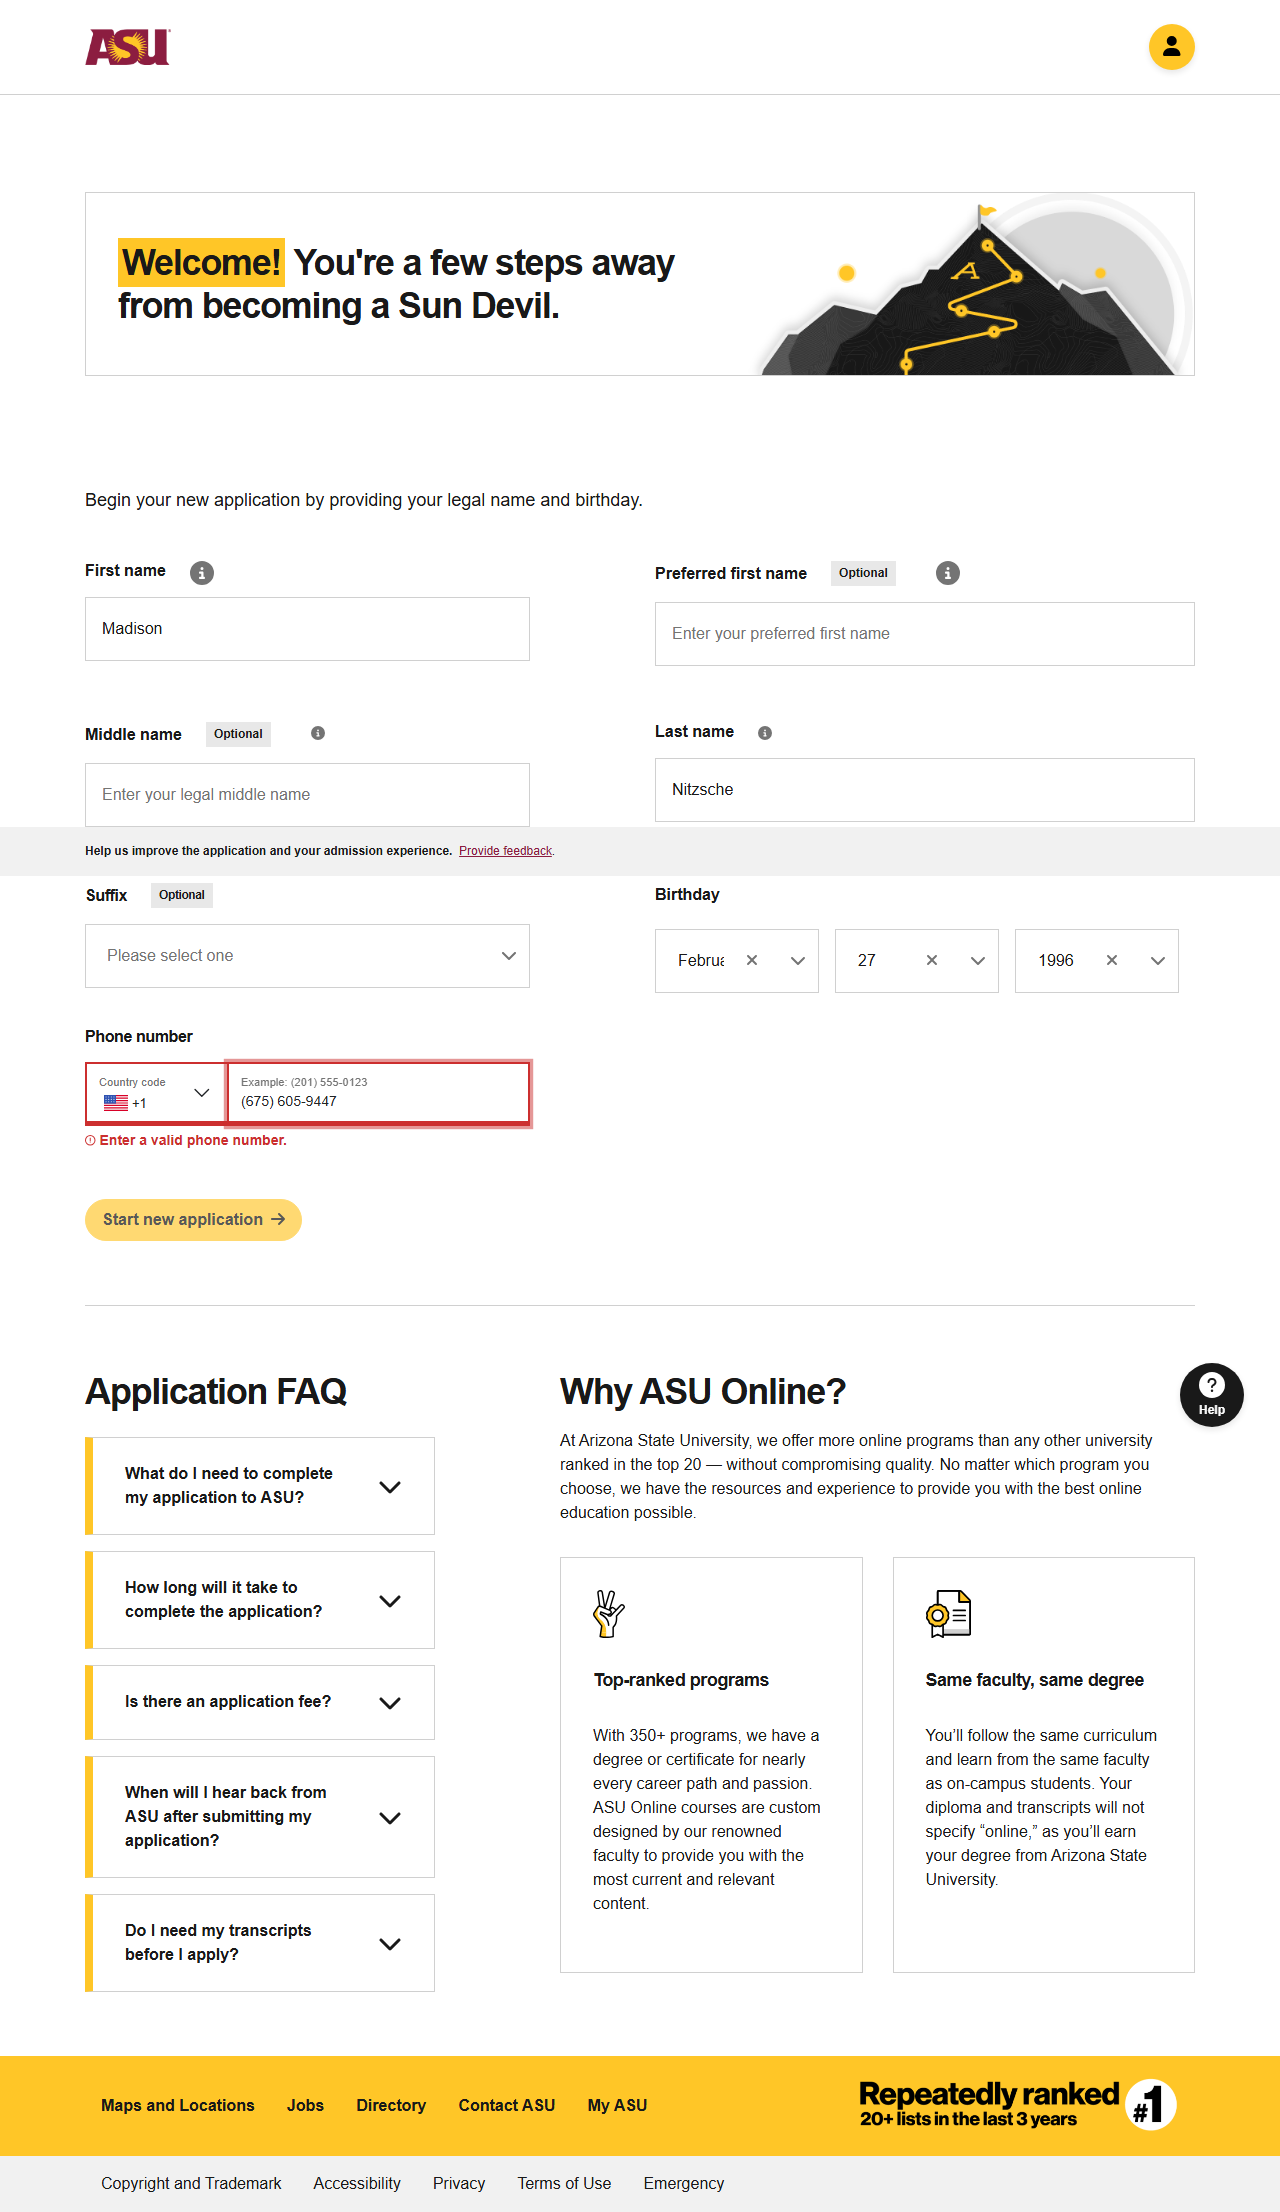 ASU
Welcome! You're a few steps away
from becoming a Sun Devil.
A
Begin your new application by providing your legal name and birthday.
First name
Madison
Preferred first name Optional
Enter your preferred first name
Middle name Optional
Enter your legal middle name
Last name
Nitzsche
Help us improve the application and your admission experience. Provide feedback.
Suffix Optional
Please select one
Birthday
Februa 27 1996
Phone number
Country code
+1
Example: (201) 555-0123
(675) 605-9447
Enter a valid phone number.
Start new application
Application FAQ
What do I need to complete
my application to ASU?
How long will it take to
complete the application?
Is there an application fee?
When will I hear back from
ASU after submitting my
application?
Do I need my transcripts
before I apply?
Why ASU Online?
At Arizona State University, we offer more online programs than any other university
ranked in the top 20 — without compromising quality. No matter which program you
choose, we have the resources and experience to provide you with the best online
education possible.
Top-ranked programs
With 350+ programs, we have a
degree or certificate for nearly
every career path and passion.
ASU Online courses are custom
designed by our renowned
faculty to provide you with the
most current and relevant
content.
Same faculty, same degree
You’ll follow the same curriculum
and learn from the same faculty
as on-campus students. Your
diploma and transcripts will not
specify “online,” as you’ll earn
your degree from Arizona State
University.
?
Help
Maps and Locations Jobs Directory Contact ASU My ASU
Repeatedly ranked
20+ lists in the last 3 years
#1
Copyright and Trademark Accessibility Privacy Terms of Use Emergency